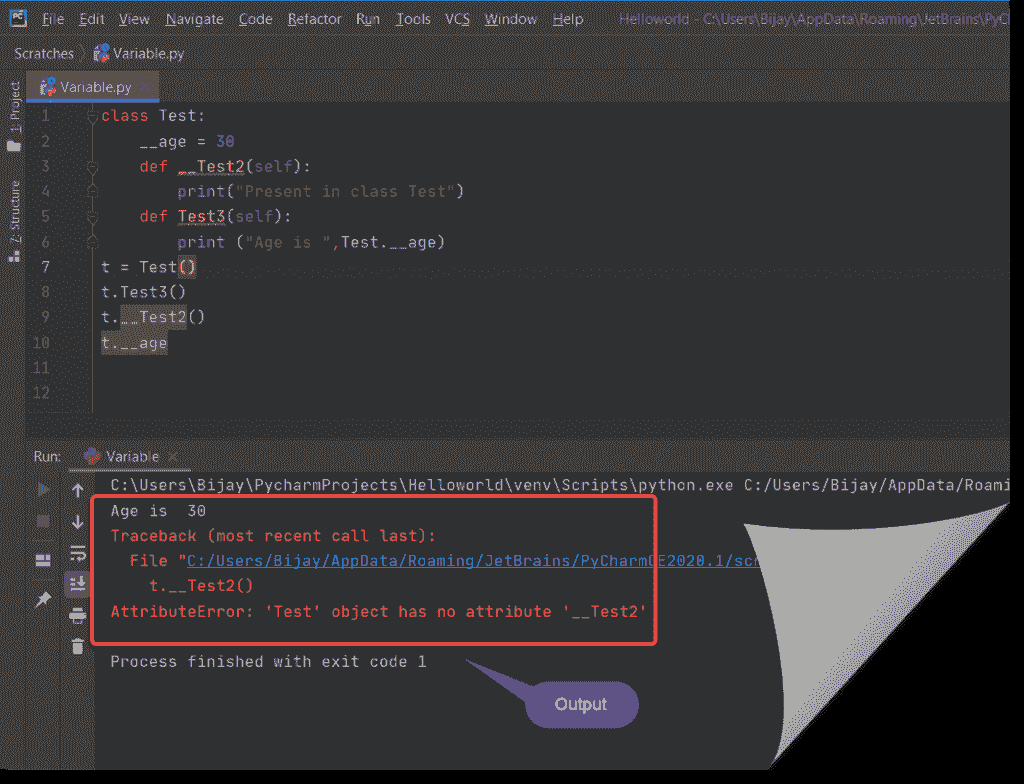 PC File Edit View Navigate Code Refactor Run Tools VCS Window Help Helloworld - C:\Users\Bijay\AppData\Roaming\JetBrains\PyC
Scratches Variable.py
Variable.py
1: Project
7: Structure
1 class Test:
2 __age = 30
3 def __Test2(self):
4 print("Present in class Test")
5 def Test3(self):
6 print ("Age is ",Test.__age)
7 t = Test()
8 t.Test3()
9 t.__Test2()
10 t.__age
11
12
Run: Variable
C:\Users\Bijay\PycharmProjects\Helloworld\venv\Scripts\python.exe C:/Users/Bijay/AppData/Roami
Age is  30
Traceback (most recent call last):
File "C:/Users/Bijay/AppData/Roaming/JetBrains/PyCharmCE2020.1/scr
t.__Test2()
AttributeError: 'Test' object has no attribute '__Test2'
Process finished with exit code 1
Output